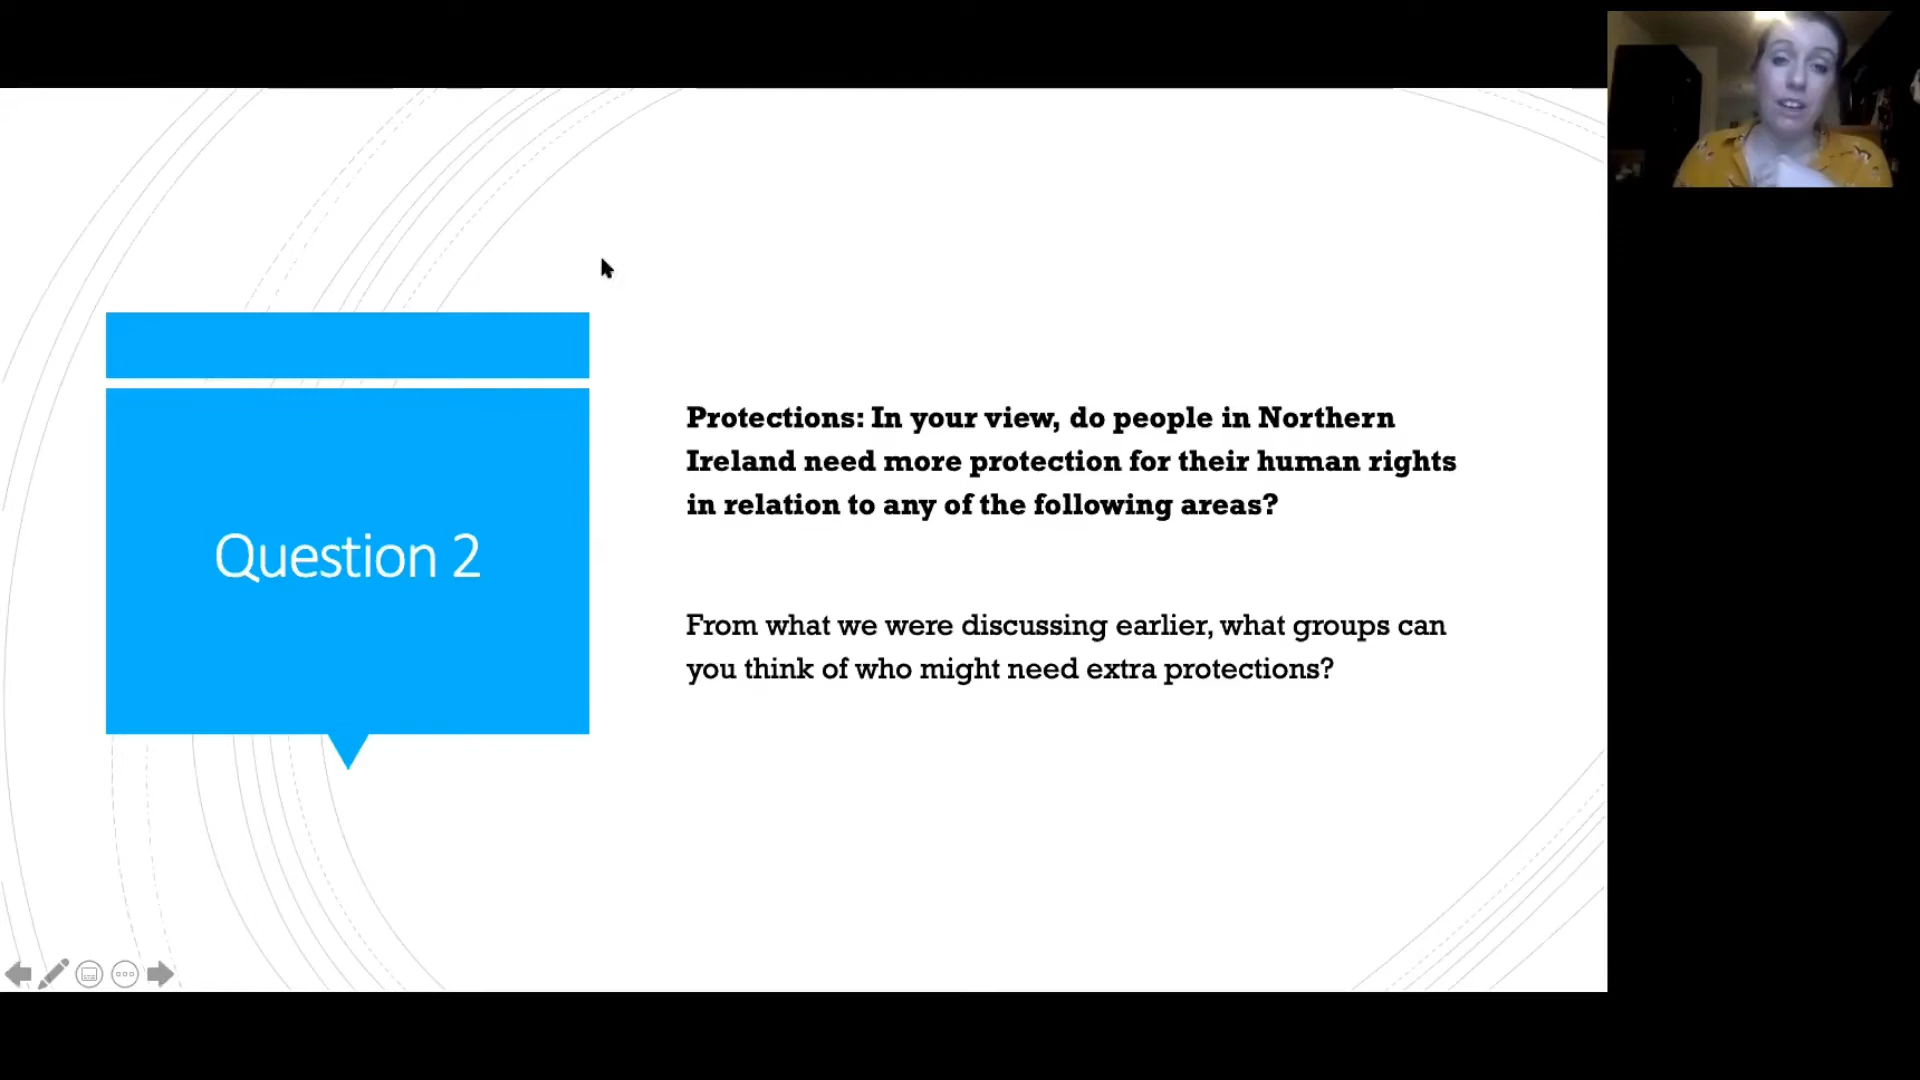 Question 2
Protections: In your view, do people in Northern
Ireland need more protection for their human rights
in relation to any of the following areas?
From what we were discussing earlier, what groups can
you think of who might need extra protections?